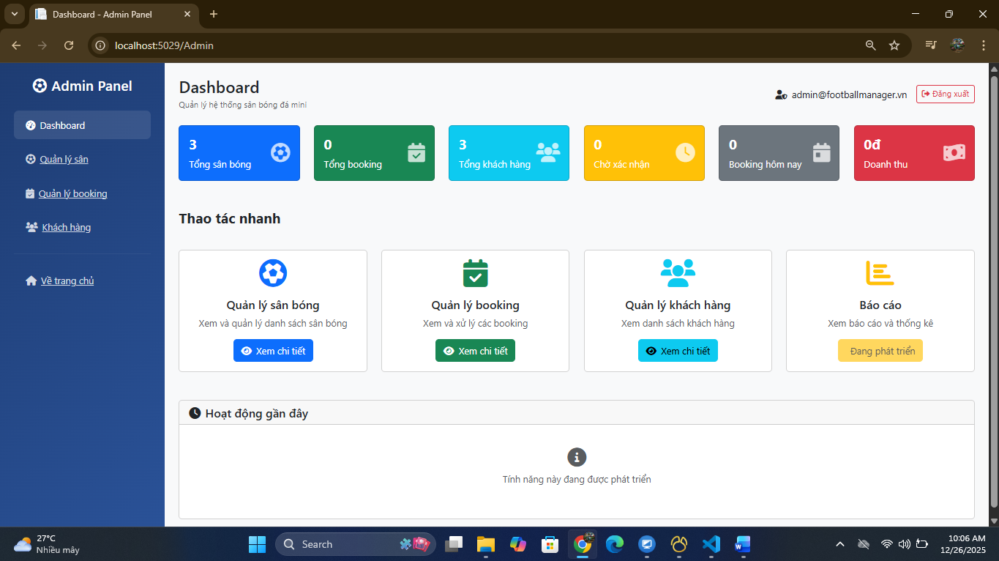 Dashboard - Admin Panel
localhost:5029/Admin
Admin Panel
Dashboard
Quản lý sân
Quản lý booking
Khách hàng
Về trang chủ
Dashboard
Quản lý hệ thống sân bóng đá mini
admin@footballmanager.vn
Đăng xuất
3
Tổng sân bóng
0
Tổng booking
3
Tổng khách hàng
0
Chờ xác nhận
0
Booking hôm nay
0đ
Doanh thu
Thao tác nhanh
Quản lý sân bóng
Xem và quản lý danh sách sân bóng
Xem chi tiết
Quản lý booking
Xem và xử lý các booking
Xem chi tiết
Quản lý khách hàng
Xem danh sách khách hàng
Xem chi tiết
Báo cáo
Xem báo cáo và thống kê
Đang phát triển
Hoạt động gần đây
Tính năng này đang được phát triển
27°C
Nhiều mây
Search
10:06 AM
12/26/2025